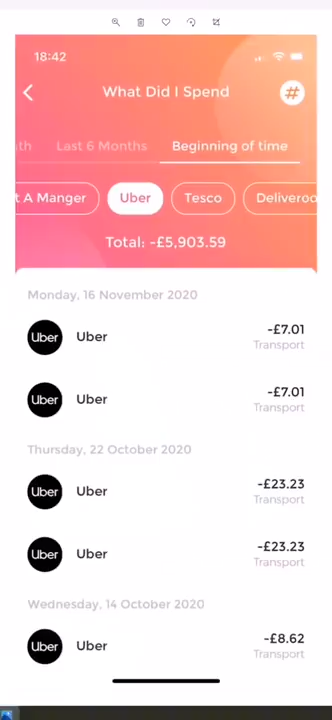 18:42
What Did I Spend
#
th Last 6 Months Beginning of time
t A Manger Uber Tesco Deliveroo
Total: -£5,903.59
Monday, 16 November 2020
Uber Uber -£7.01
Transport
Uber Uber -£7.01
Transport
Thursday, 22 October 2020
Uber Uber -£23.23
Transport
Uber Uber -£23.23
Transport
Wednesday, 14 October 2020
Uber Uber -£8.62
Transport